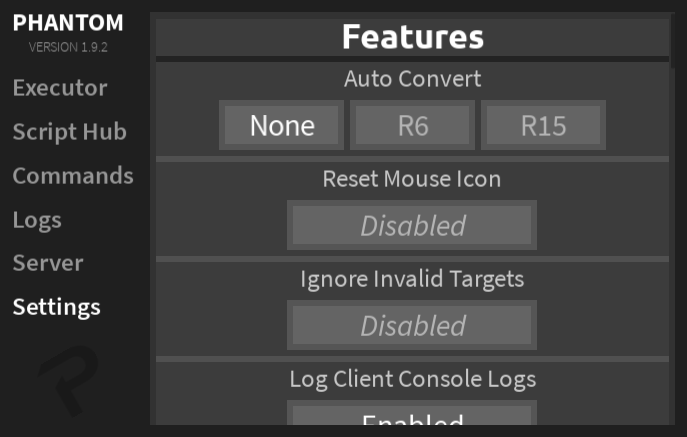 PHANTOM
VERSION 1.9.2
Executor
Script Hub
Commands
Logs
Server
Settings
Features
Auto Convert
None R6 R15
Reset Mouse Icon
Disabled
Ignore Invalid Targets
Disabled
Log Client Console Logs
Enabled